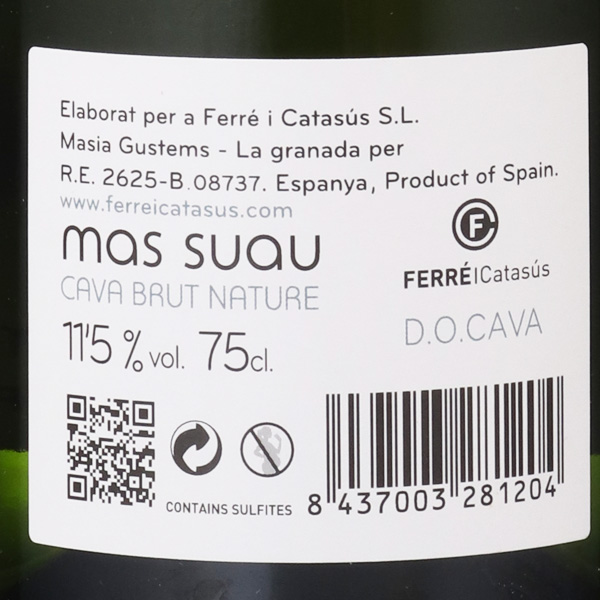 Elaborat per a Ferré i Catasús S.L.
Masia Gustems - La granada per
R.E. 2625-B.08737. Espanya, Product of Spain.
www.ferreicatasus.com
mas suau
CAVA BRUT NATURE
11'5 % vol. 75cl.
FERRÉ|Catasús
D.O.CAVA
CONTAINS SULFITES
8 437003 281204